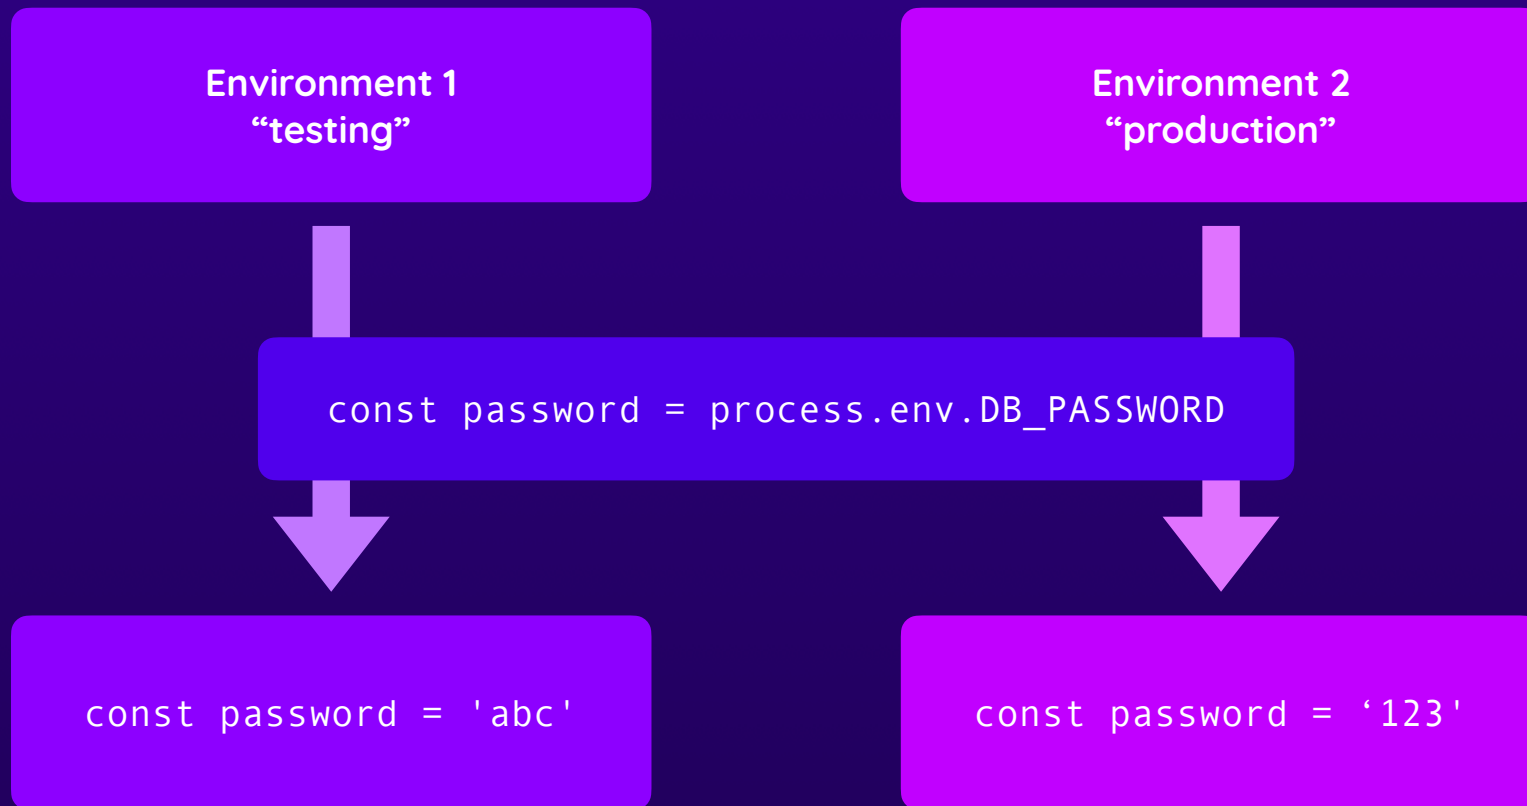 Environment 1
“testing”
Environment 2
“production”
const password = process.env.DB_PASSWORD
const password = 'abc'
const password = ‘123'